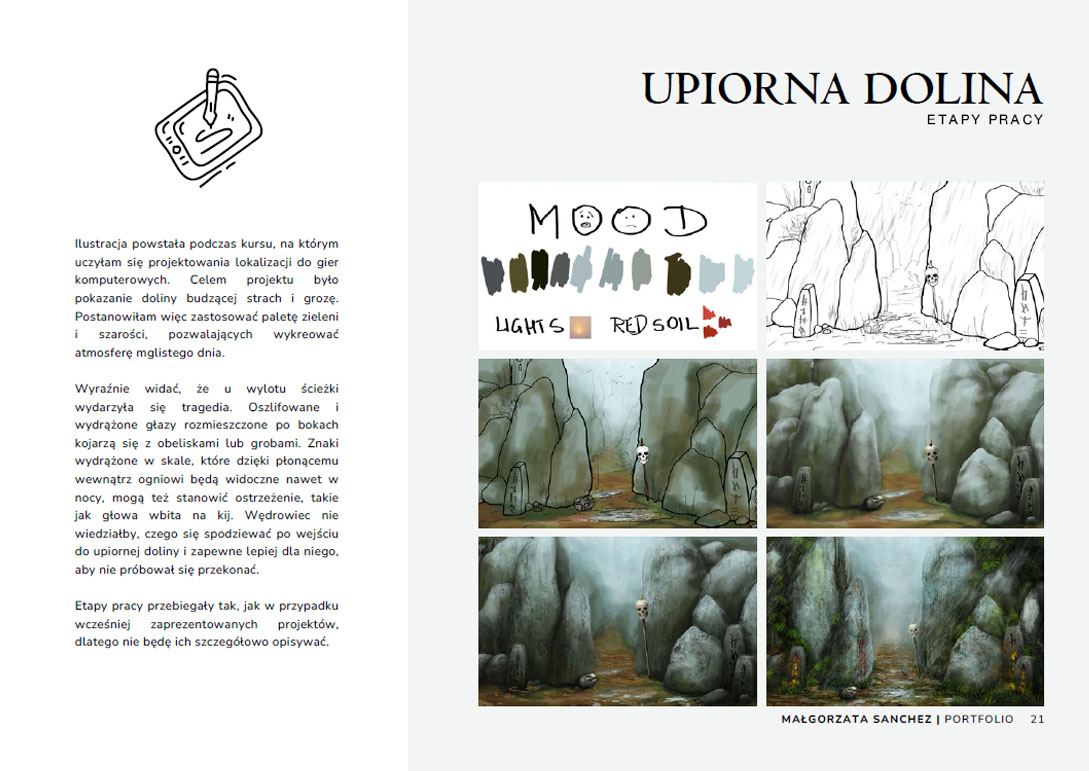 Ilustracja powstała podczas kursu, na którym
uczyłam się projektowania lokalizacji do gier
komputerowych. Celem projektu było
pokazanie doliny budzącej strach i grozę.
Postanowiłam więc zastosować paletę zieleni
i szarości, pozwalających wykreować
atmosferę mglistego dnia.
Wyraźnie widać, że u wylotu ścieżki
wydarzyła się tragedia. Oszlifowane i
wydrążone głazy rozmieszczone po bokach
kojarzą się z obeliskami lub grobami. Znaki
wydrążone w skale, które dzięki płonącemu
wewnątrz ogniowi będą widoczne nawet w
nocy, mogą też stanowić ostrzeżenie, takie
jak głowa wbita na kij. Wędrowiec nie
wiedziałby, czego się spodziewać po wejściu
do upiornej doliny i zapewne lepiej dla niego,
aby nie próbował się przekonać.
Etapy pracy przebiegały tak, jak w przypadku
wcześniej zaprezentowanych projektów,
dlatego nie będę ich szczegółowo opisywać.
UPIORNA DOLINA
ETAPY PRACY
MOOD
LIGHTS RED SOIL
MAŁGORZATA SANCHEZ | PORTFOLIO 21